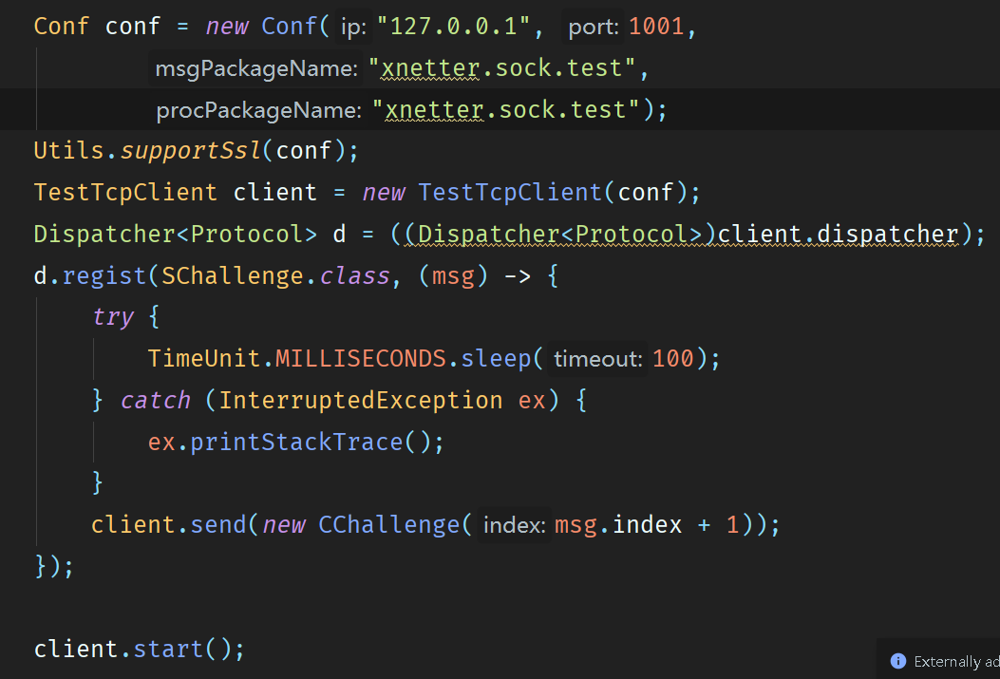 Conf conf = new Conf( ip: "127.0.0.1", port: 1001,
msgPackageName: "xnetter.sock.test",
procPackageName: "xnetter.sock.test");
Utils.supportSsl(conf);
TestTcpClient client = new TestTcpClient(conf);
Dispatcher<Protocol> d = ((Dispatcher<Protocol>)client.dispatcher);
d.regist(SChallenge.class, (msg) -> {
try {
TimeUnit.MILLISECONDS.sleep( timeout: 100);
} catch (InterruptedException ex) {
ex.printStackTrace();
}
client.send(new CChallenge( index: msg.index + 1));
});
client.start();
Externally ad